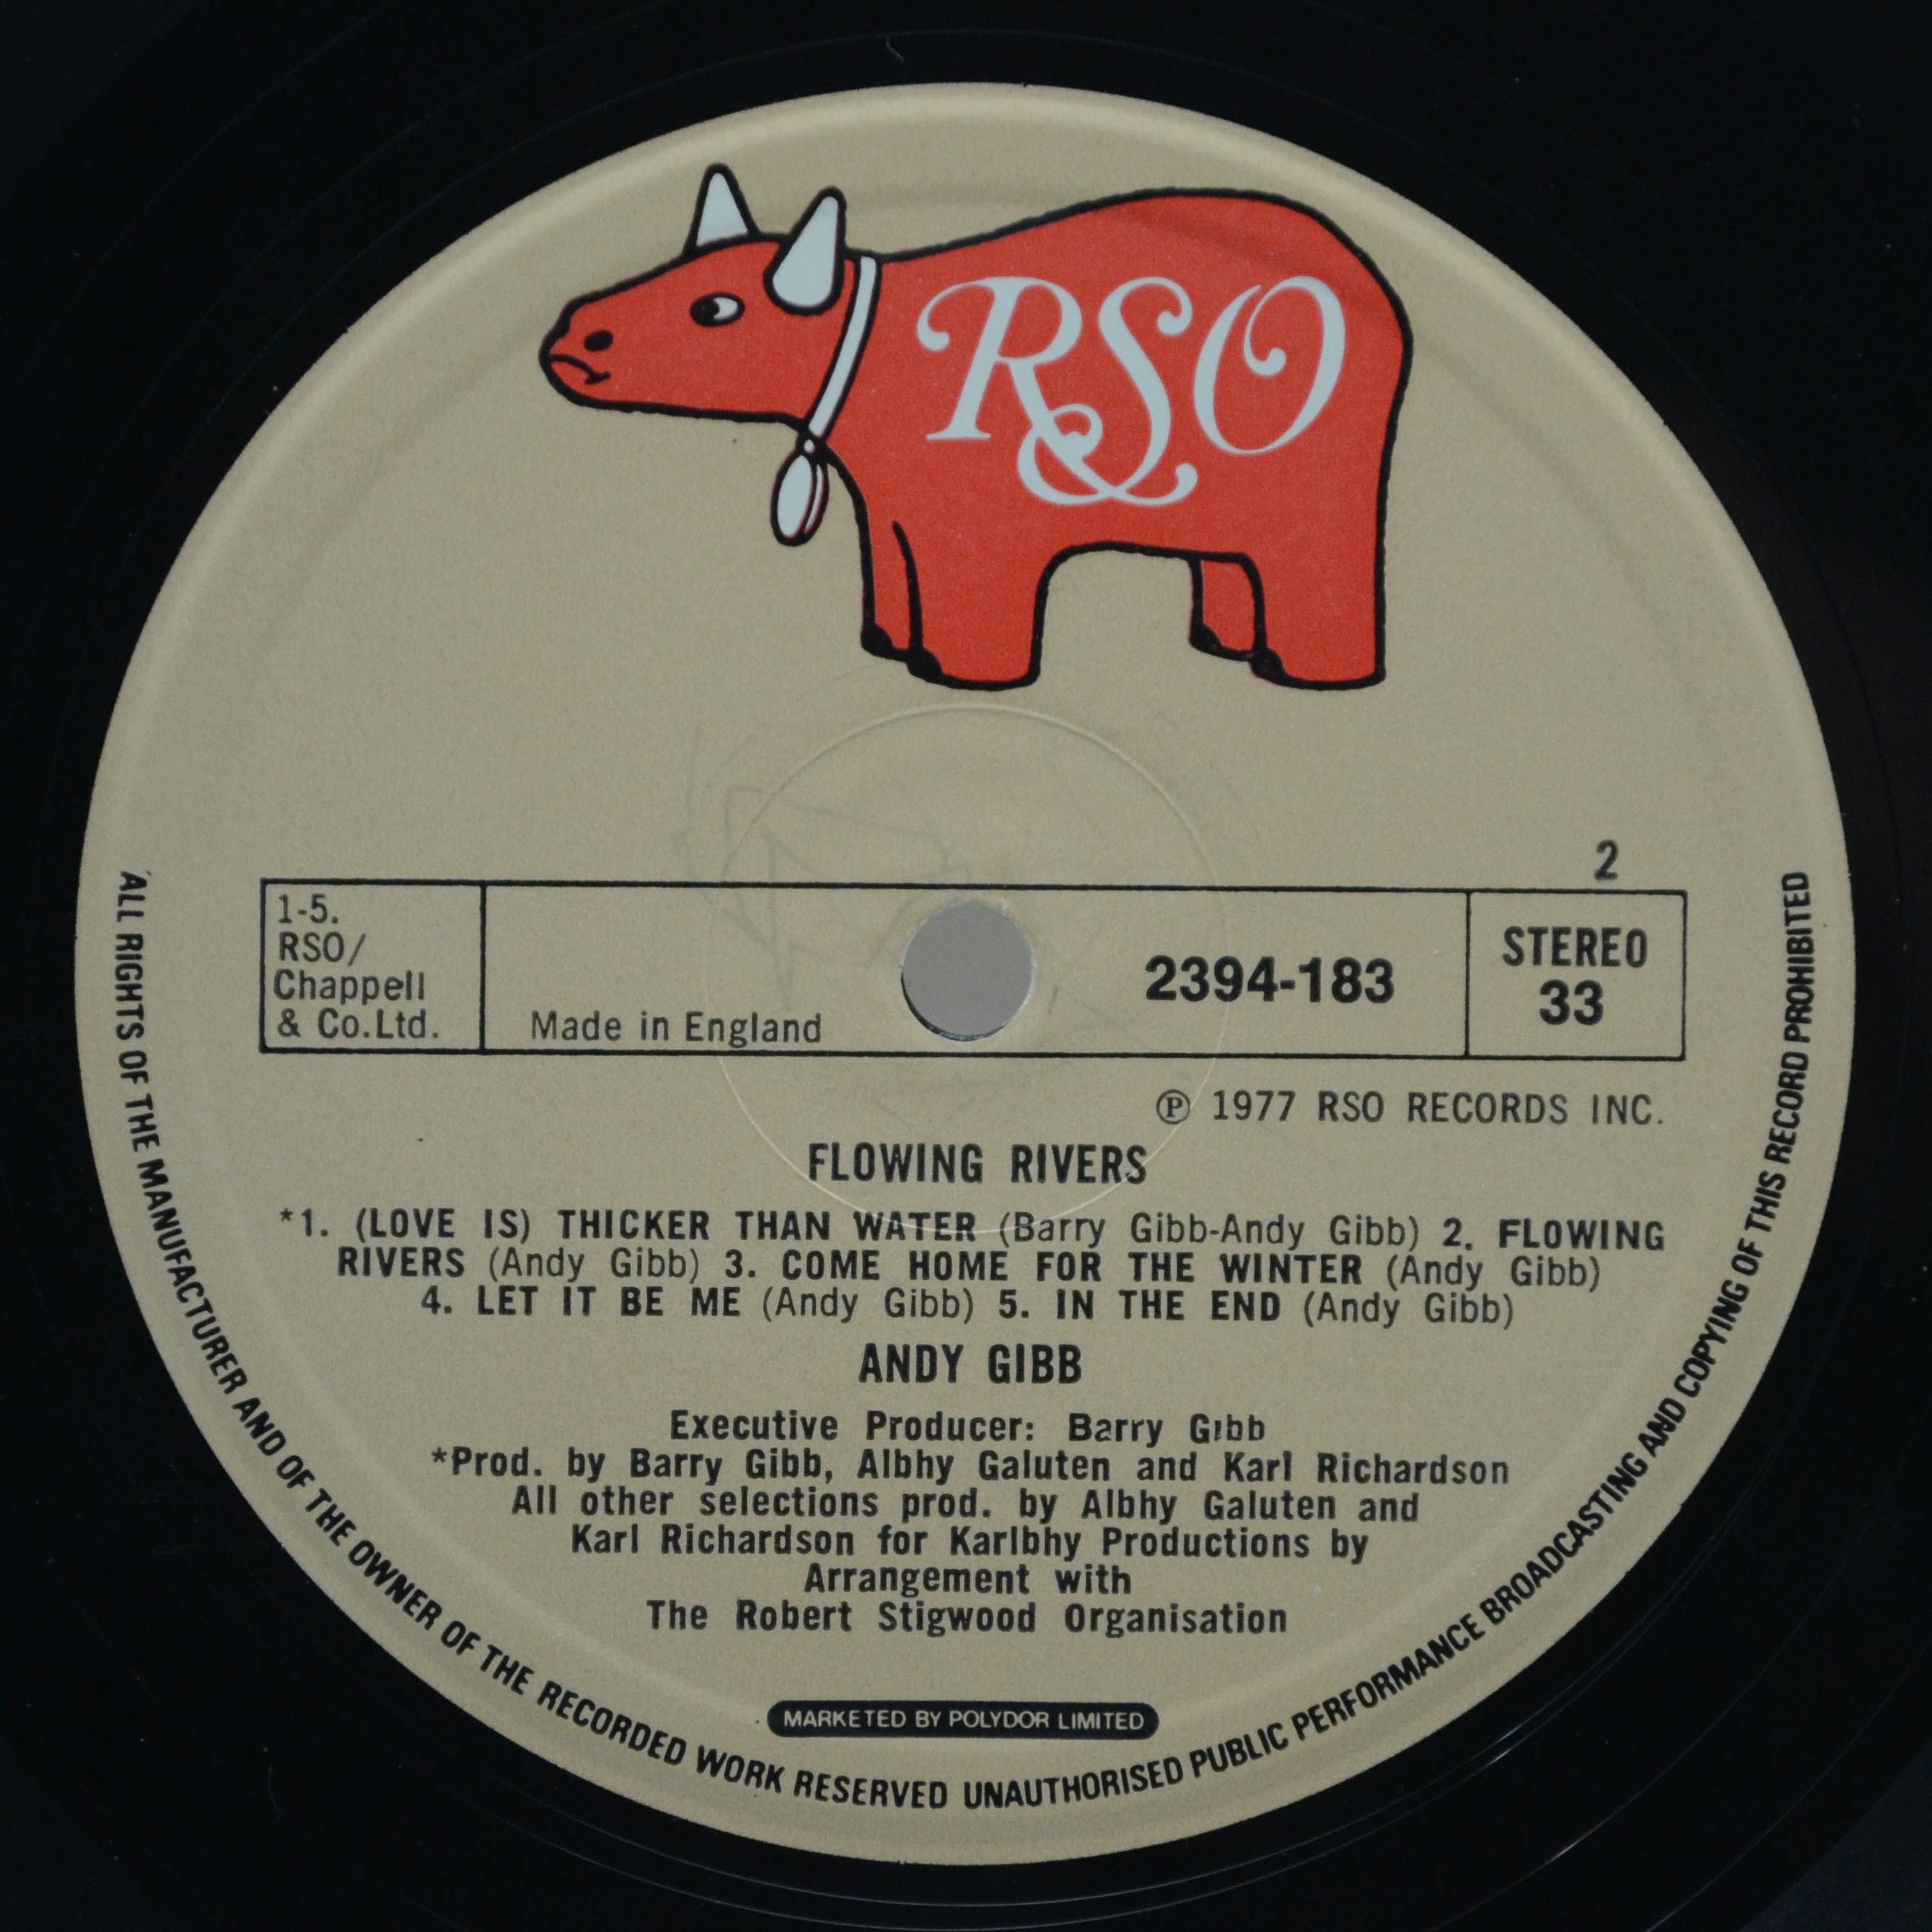 RSO
2
1-5.
RSO/
Chappell
& Co.Ltd.
Made in England
2394-183
STEREO
33
℗ 1977 RSO RECORDS INC.
FLOWING RIVERS
*1. (LOVE IS) THICKER THAN WATER (Barry Gibb-Andy Gibb) 2. FLOWING
RIVERS (Andy Gibb) 3. COME HOME FOR THE WINTER (Andy Gibb)
4. LET IT BE ME (Andy Gibb) 5. IN THE END (Andy Gibb)
ANDY GIBB
Executive Producer: Barry Gibb
*Prod. by Barry Gibb, Albhy Galuten and Karl Richardson
All other selections prod. by Albhy Galuten and
Karl Richardson for Karlbhy Productions by
Arrangement with
The Robert Stigwood Organisation
MARKETED BY POLYDOR LIMITED
ALL RIGHTS OF THE MANUFACTURER AND OF THE OWNER OF THE RECORDED WORK RESERVED UNAUTHORISED PUBLIC PERFORMANCE BROADCASTING AND COPYING OF THIS RECORD PROHIBITED